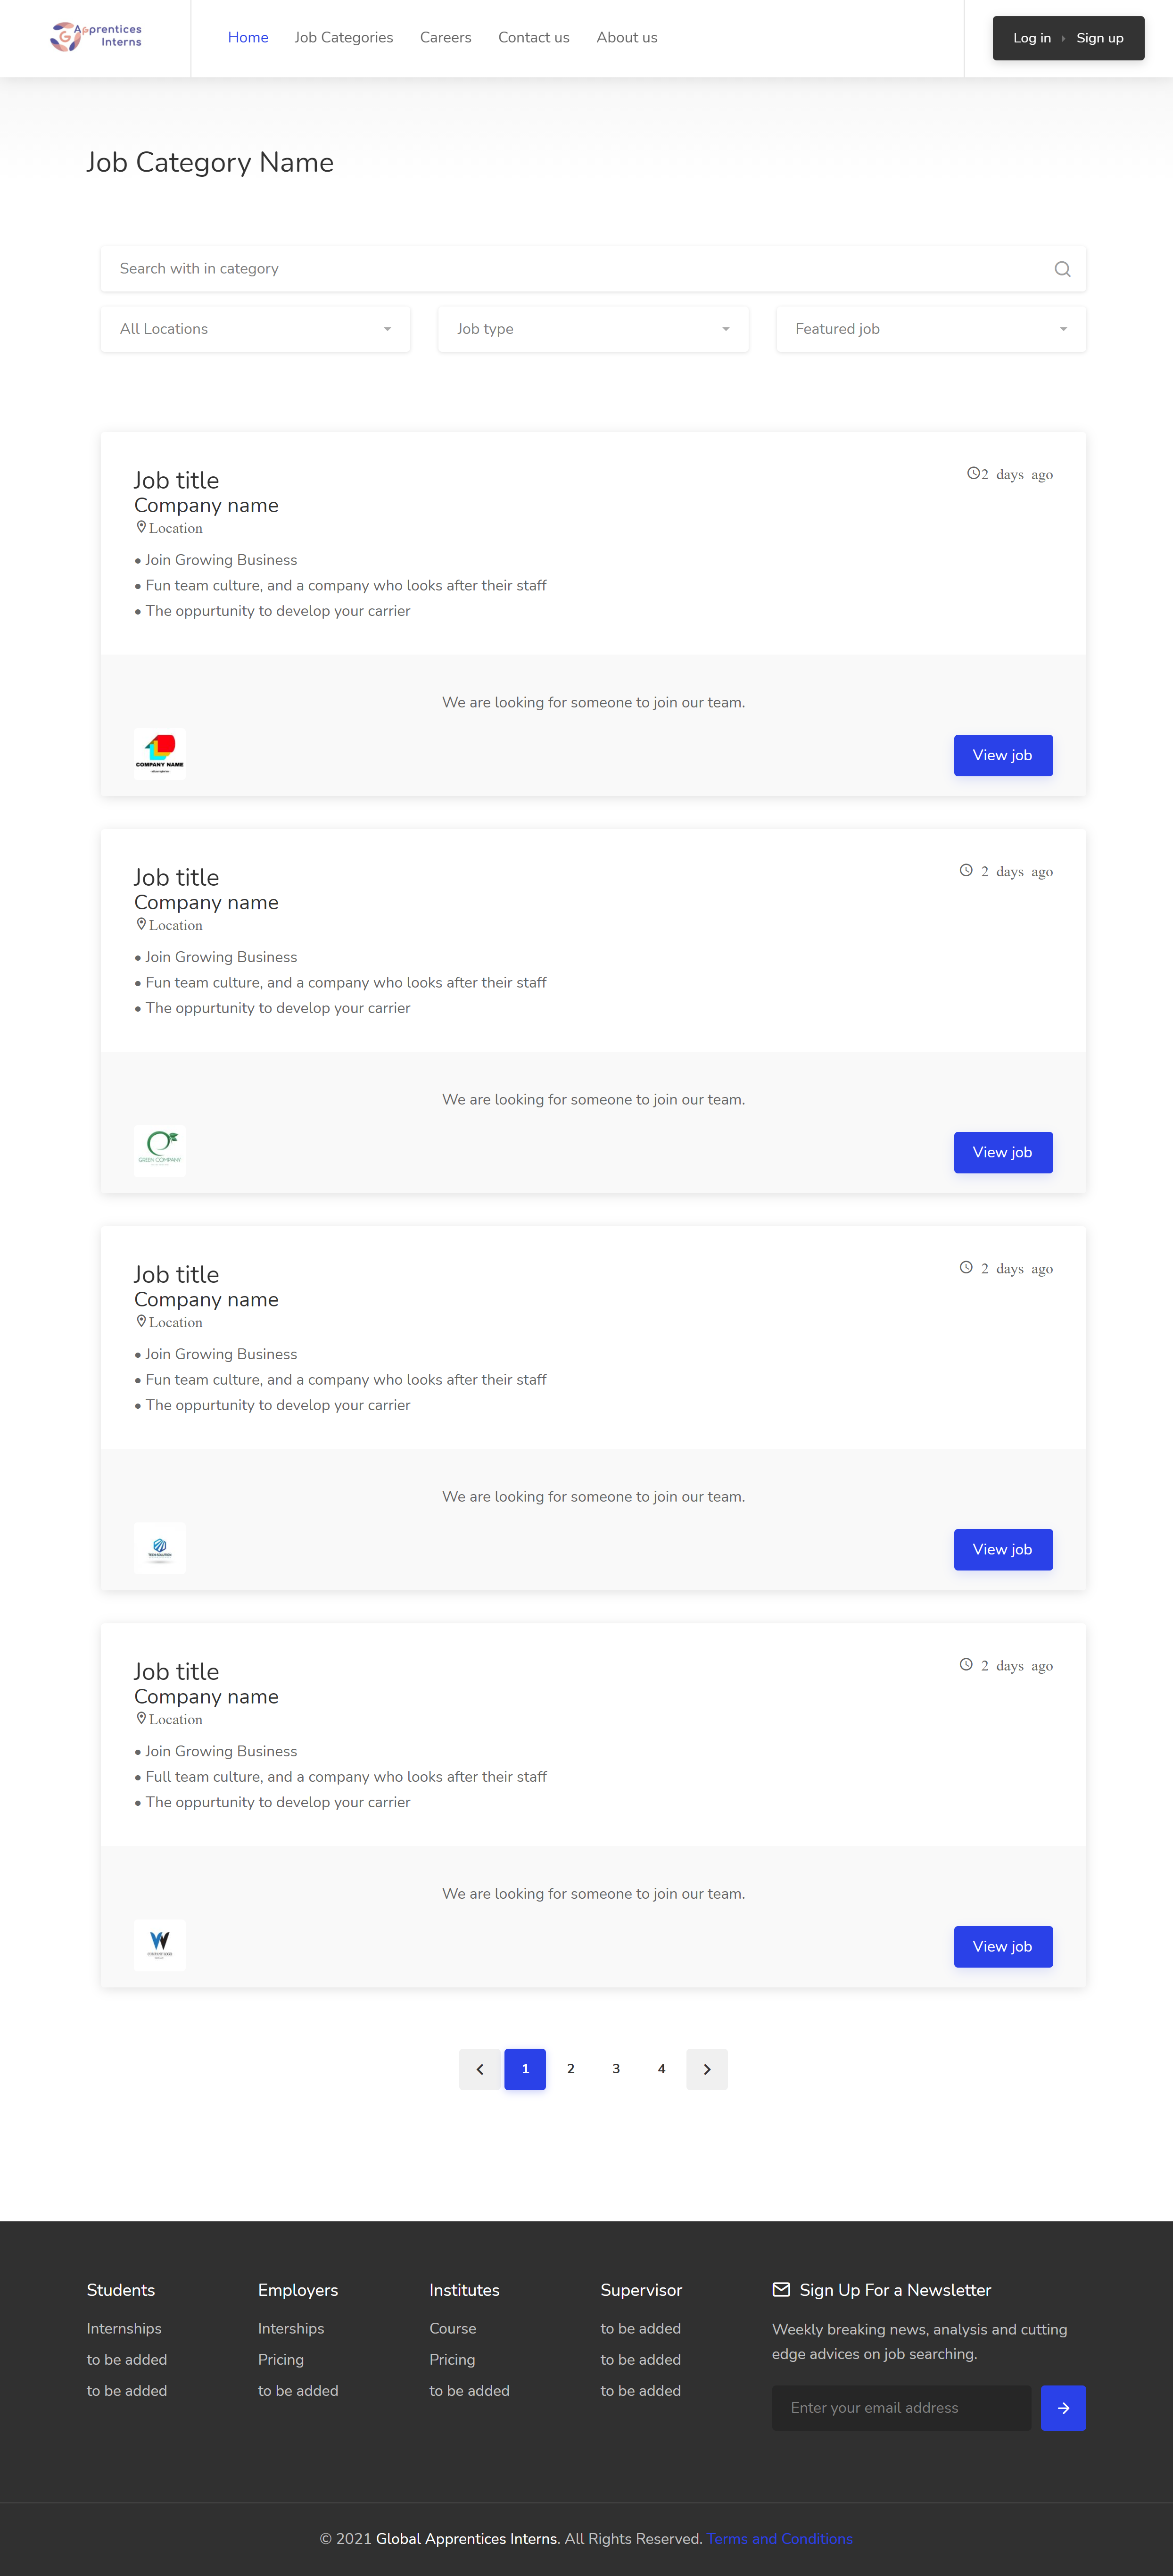 Apprentices
G
Interns
Home Job Categories Careers Contact us About us
Log in Sign up
Job Category Name
Search with in category
All Locations Job type Featured job
Job title
2 days ago
Company name
Location
• Join Growing Business
• Fun team culture, and a company who looks after their staff
• The oppurtunity to develop your carrier
We are looking for someone to join our team.
COMPANY NAME
View job
Job title
2 days ago
Company name
Location
• Join Growing Business
• Fun team culture, and a company who looks after their staff
• The oppurtunity to develop your carrier
We are looking for someone to join our team.
GREEN COMPANY
View job
Job title
2 days ago
Company name
Location
• Join Growing Business
• Fun team culture, and a company who looks after their staff
• The oppurtunity to develop your carrier
We are looking for someone to join our team.
TECH SOLUTION
View job
Job title
2 days ago
Company name
Location
• Join Growing Business
• Full team culture, and a company who looks after their staff
• The oppurtunity to develop your carrier
We are looking for someone to join our team.
W
View job
1 2 3 4
Students Employers Institutes Supervisor Sign Up For a Newsletter
Internships Interships Course to be added Weekly breaking news, analysis and cutting
to be added Pricing Pricing to be added edge advices on job searching.
to be added to be added to be added to be added
Enter your email address
© 2021 Global Apprentices Interns. All Rights Reserved. Terms and Conditions